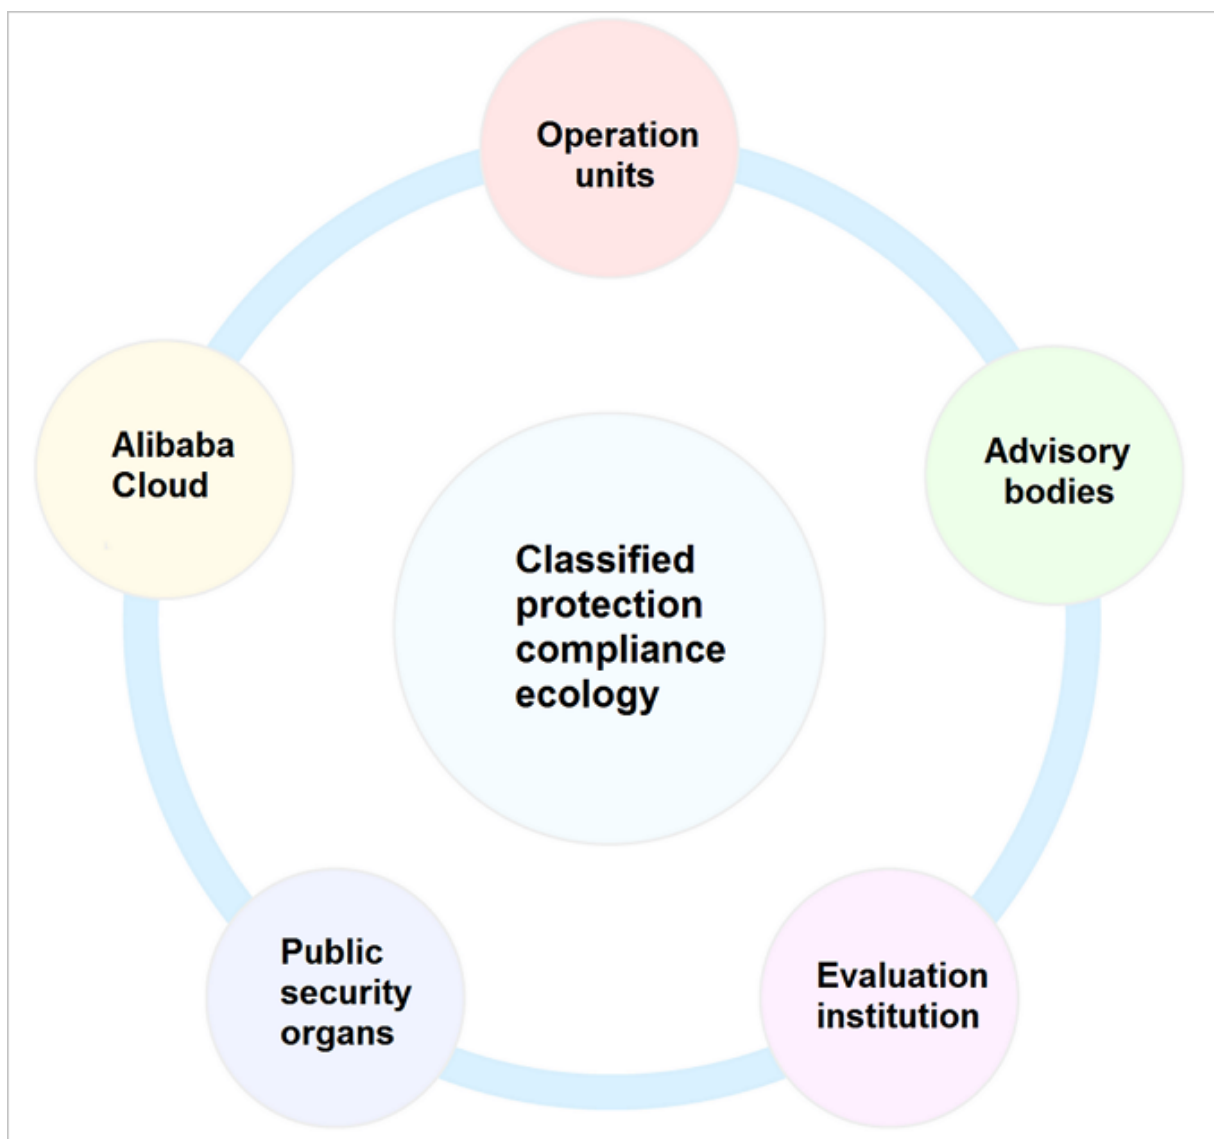 Operation
units
Alibaba
Cloud
Advisory
bodies
Classified
protection
compliance
ecology
Public
security
organs
Evaluation
institution